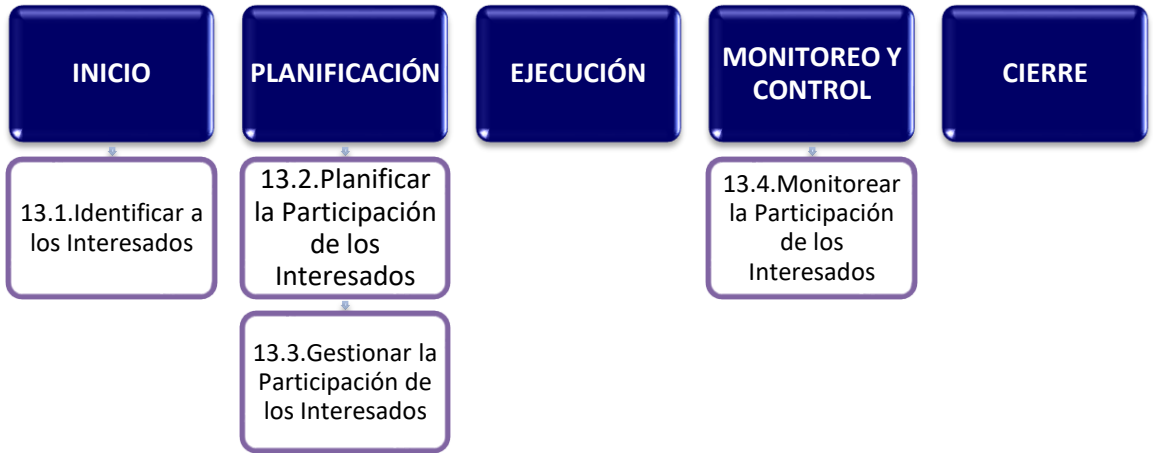 INICIO
PLANIFICACIÓN
EJECUCIÓN
MONITOREO Y
CONTROL
CIERRE
13.1.Identificar a
los Interesados
13.2.Planificar
la Participación
de los
Interesados
13.3.Gestionar la
Participación de
los Interesados
13.4.Monitorear
la Participación
de los
Interesados